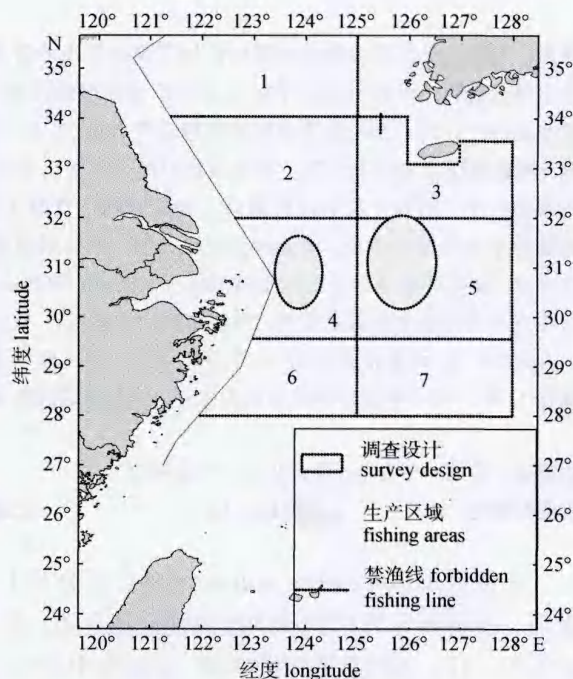 120° 121° 122° 123° 124° 125° 126° 127° 128°
N
35° 35°
34° 34°
33° 33°
32° 32°
31° 31°
30° 30°
29° 29°
28° 28°
27° 27°
26° 26°
25° 25°
24° 24°
1
2
3
4
5
6
7
纬度 latitude
调查设计
survey design
生产区域
fishing areas
禁渔线 forbidden
fishing line
120° 121° 122° 123° 124° 125° 126° 127° 128° E
经度 longitude